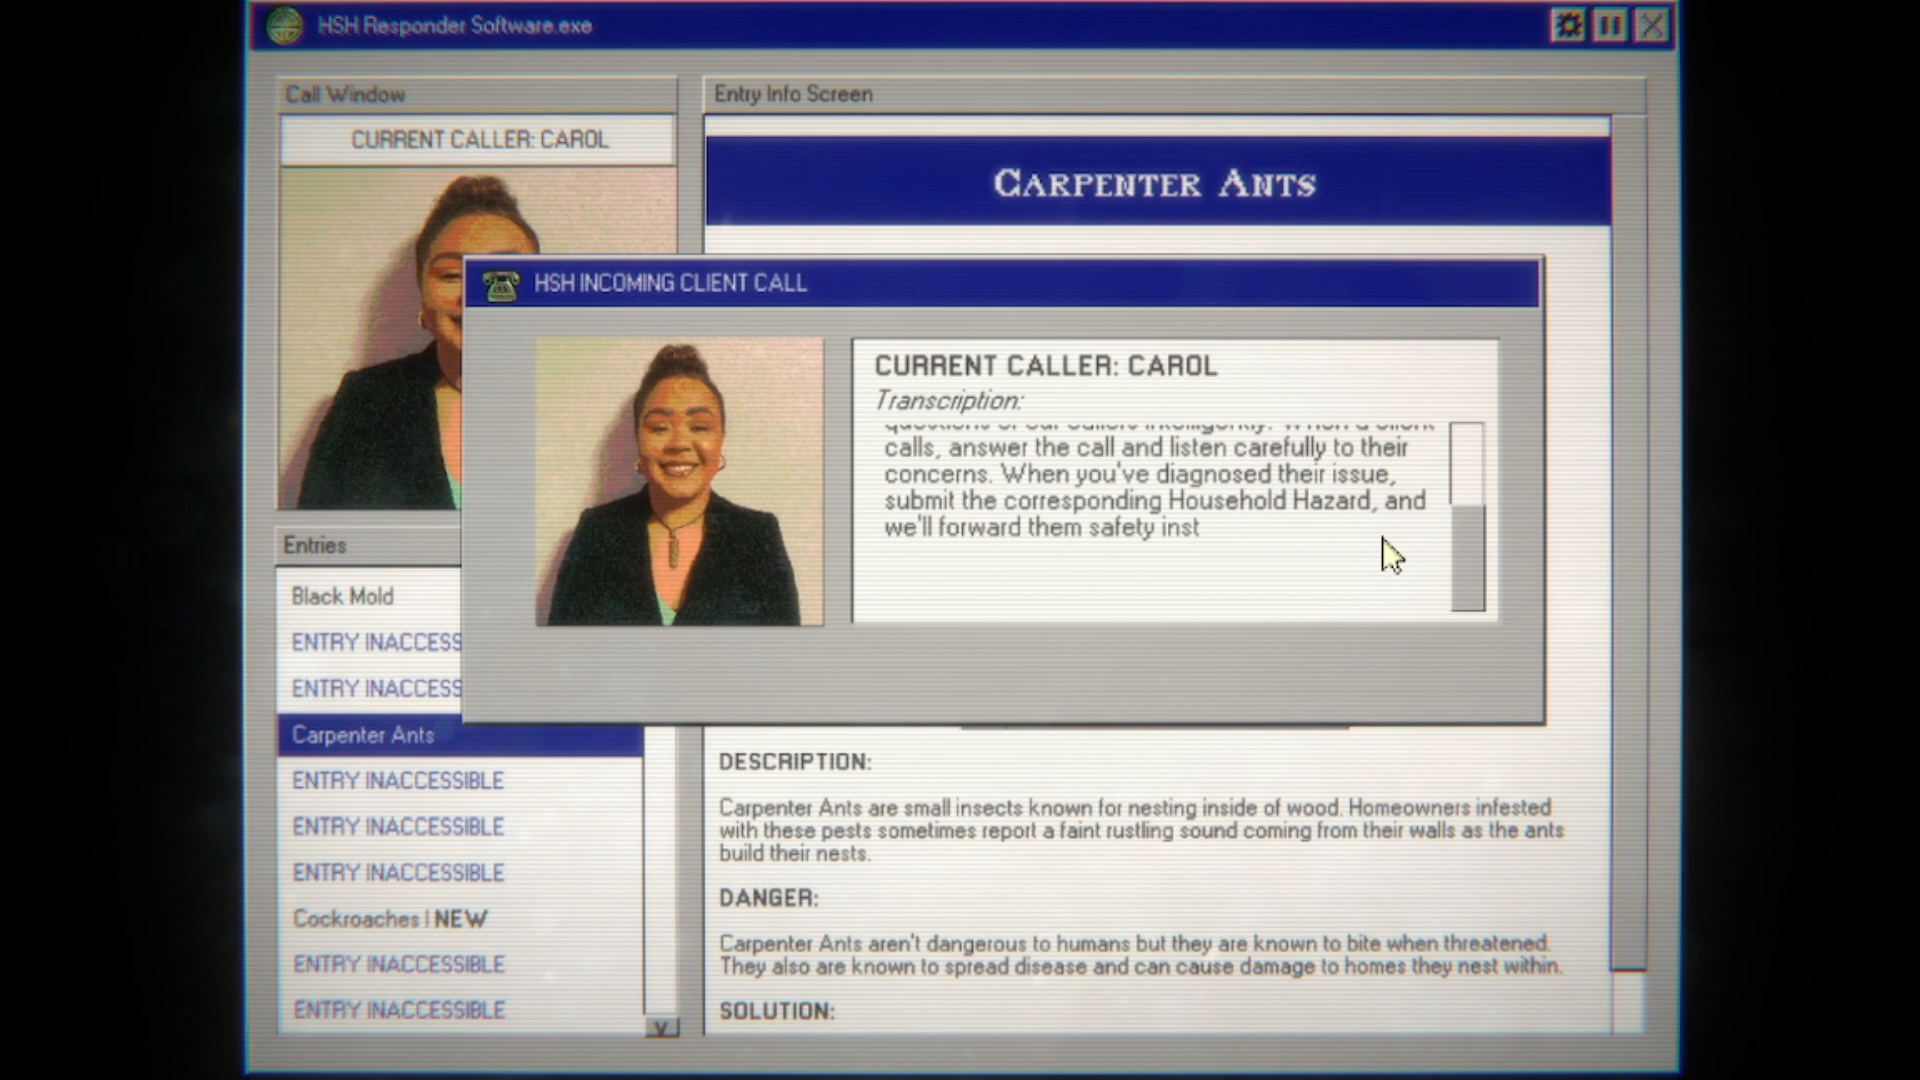 HSH Responder Software.exe
Call Window
CURRENT CALLER: CAROL
Entries
Black Mold
ENTRY INACCESS
ENTRY INACCESS
Carpenter Ants
ENTRY INACCESSIBLE
ENTRY INACCESSIBLE
ENTRY INACCESSIBLE
Cockroaches | NEW
ENTRY INACCESSIBLE
ENTRY INACCESSIBLE
V
Entry Info Screen
CARPENTER ANTS
HSH INCOMING CLIENT CALL
CURRENT CALLER: CAROL
Transcription:
questions of our callers intelligently. When a client
calls, answer the call and listen carefully to their
concerns. When you've diagnosed their issue,
submit the corresponding Household Hazard, and
we'll forward them safety inst
DESCRIPTION:
Carpenter Ants are small insects known for nesting inside of wood. Homeowners infested
with these pests sometimes report a faint rustling sound coming from their walls as the ants
build their nests.
DANGER:
Carpenter Ants aren't dangerous to humans but they are known to bite when threatened.
They also are known to spread disease and can cause damage to homes they nest within.
SOLUTION: